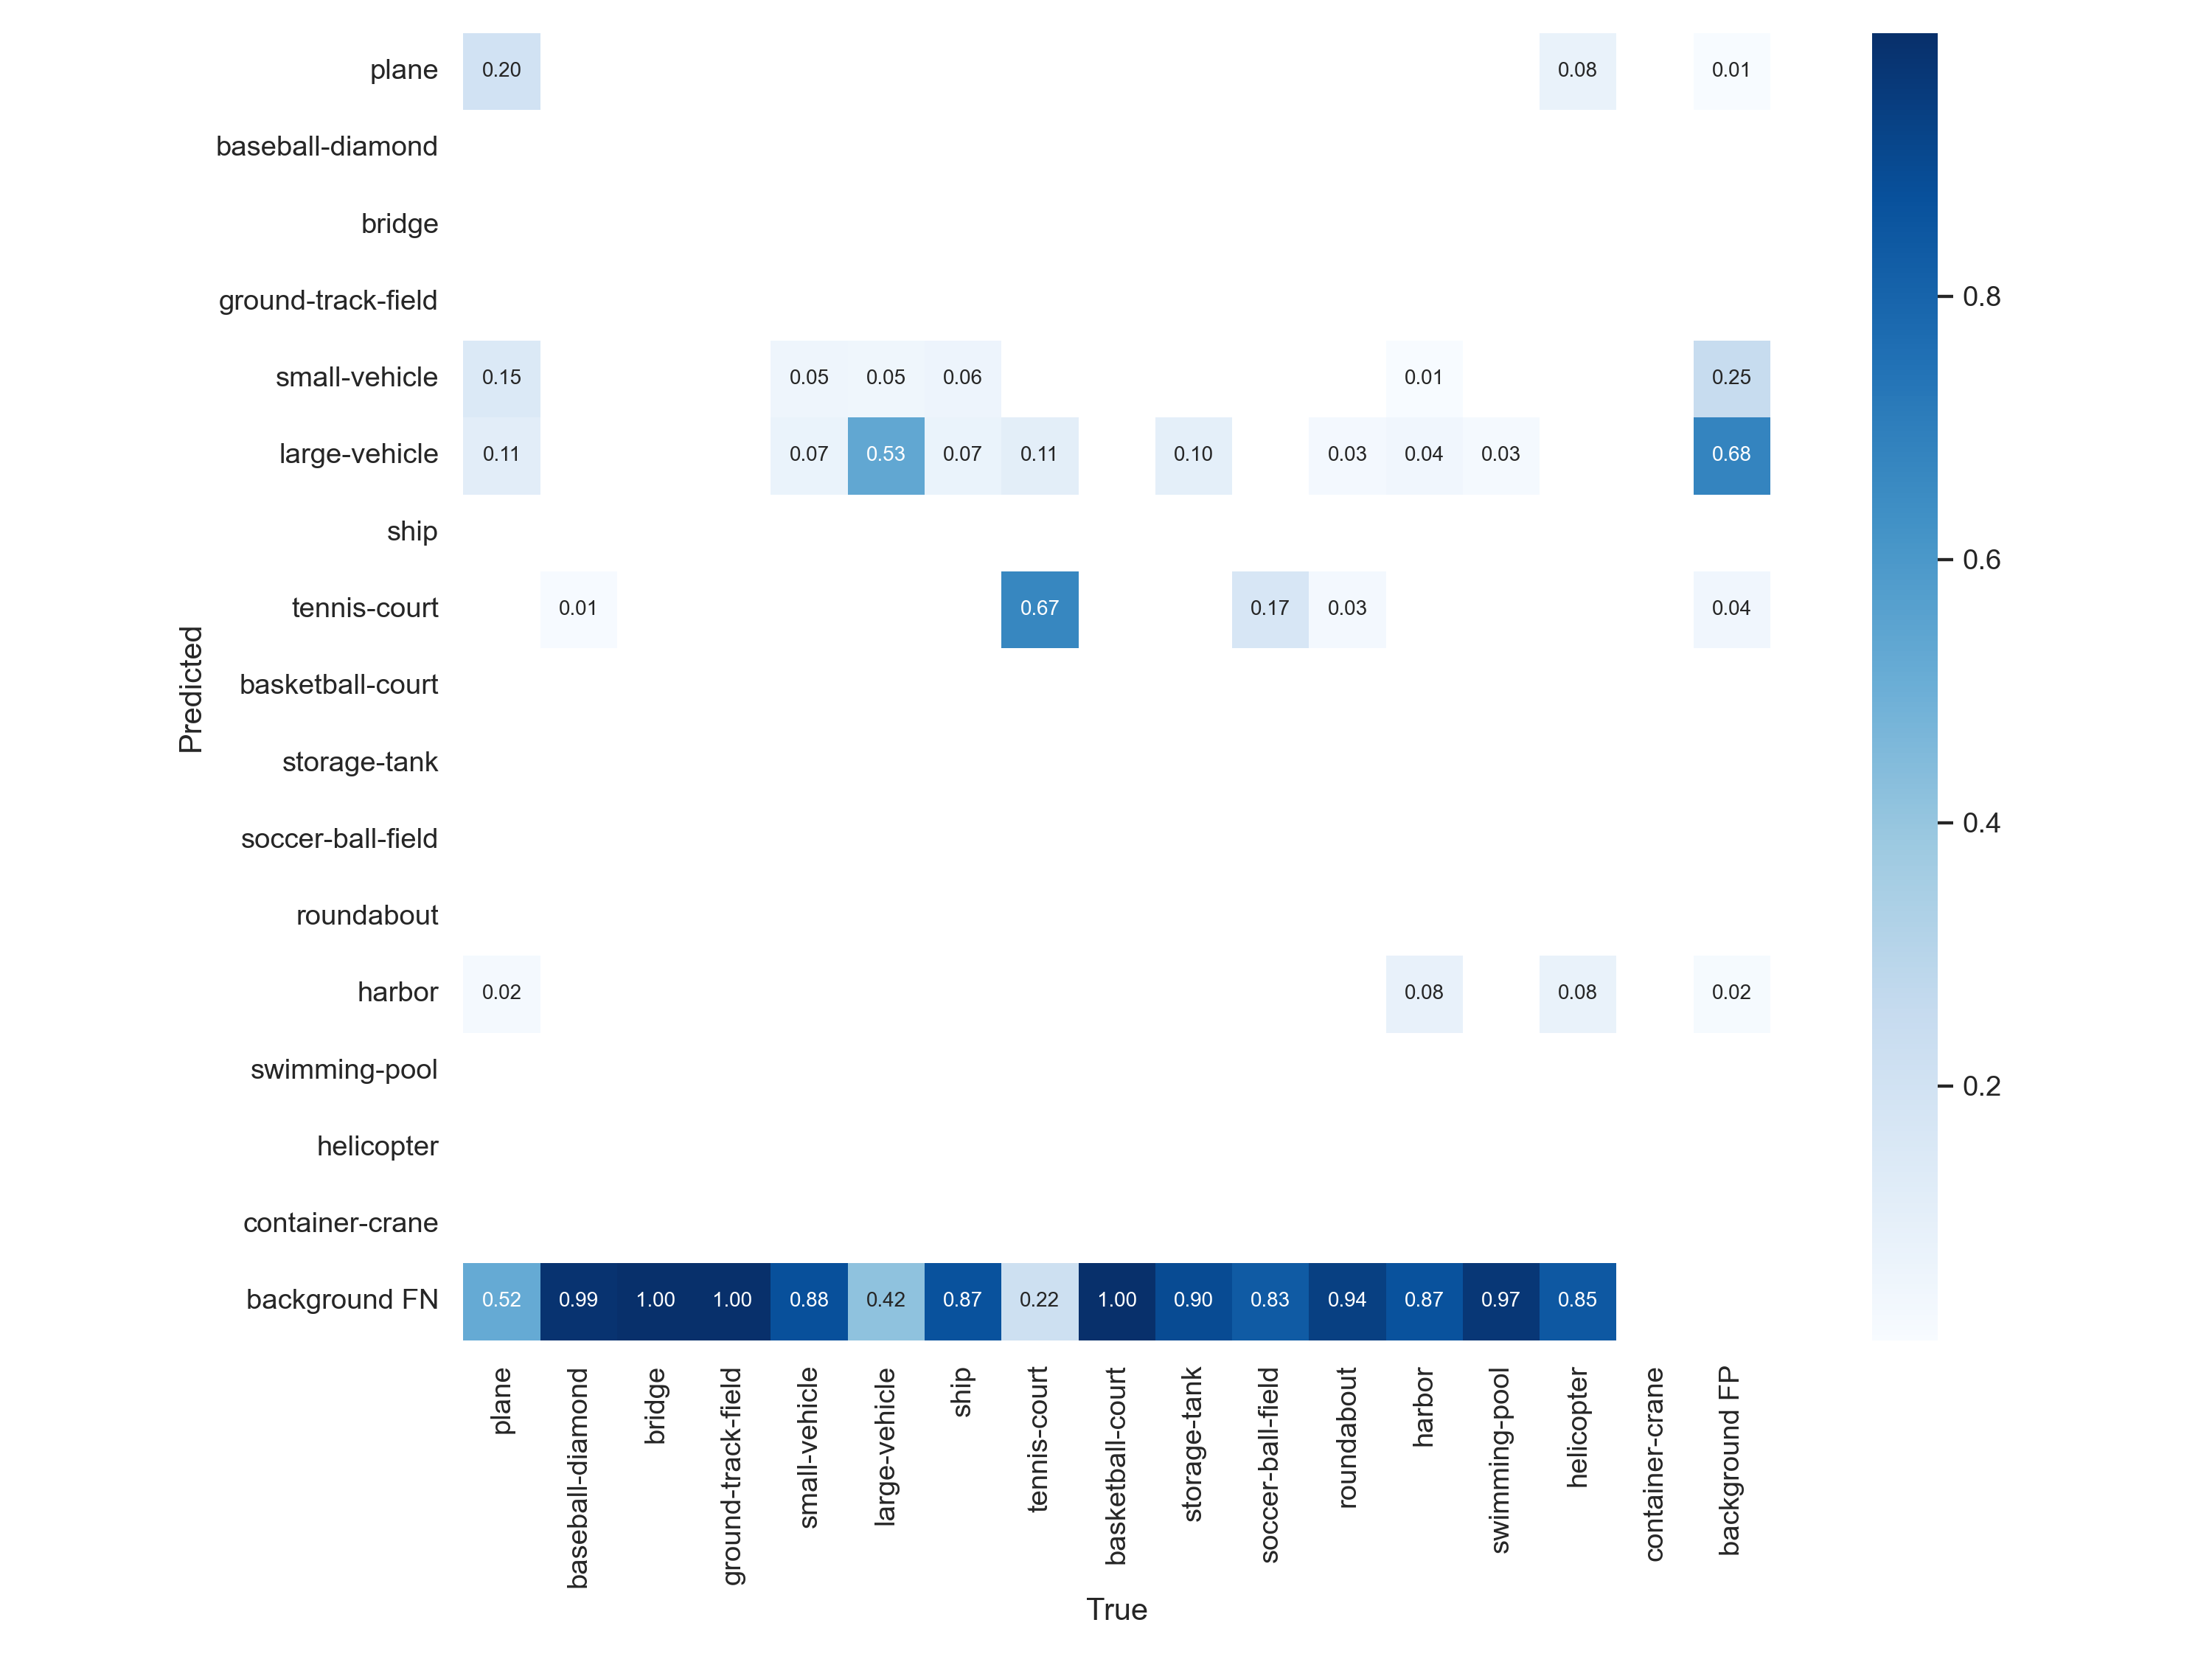 plane 0.20 0.08 0.01
baseball-diamond
bridge
ground-track-field
small-vehicle 0.15 0.05 0.05 0.06 0.01 0.25
large-vehicle 0.11 0.07 0.53 0.07 0.11 0.10 0.03 0.04 0.03 0.68
ship
tennis-court 0.01 0.67 0.17 0.03 0.04
basketball-court
storage-tank
soccer-ball-field
roundabout
harbor 0.02 0.08 0.08 0.02
swimming-pool
helicopter
container-crane
background FN 0.52 0.99 1.00 1.00 0.88 0.42 0.87 0.22 1.00 0.90 0.83 0.94 0.87 0.97 0.85
Predicted
plane
baseball-diamond
bridge
ground-track-field
small-vehicle
large-vehicle
ship
tennis-court
basketball-court
storage-tank
soccer-ball-field
roundabout
harbor
swimming-pool
helicopter
container-crane
background FP
True
0.8
0.6
0.4
0.2